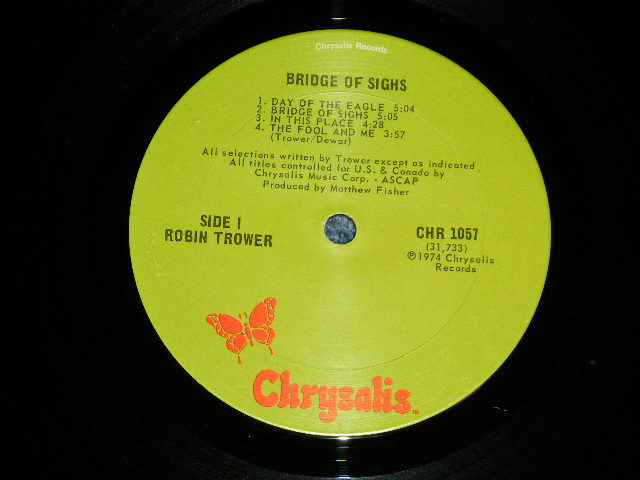 Chrysalis Records
BRIDGE OF SIGHS
1. DAY OF THE EAGLE 5:04
2. BRIDGE OF SIGHS 5:05
3. IN THIS PLACE 4:28
4. THE FOOL AND ME 3:57
(Trower/Dewar)
All selections written by Trower except as indicated
All titles controlled for U.S. & Canada by
Chrysalis Music Corp. - ASCAP
Produced by Matthew Fisher
SIDE 1
ROBIN TROWER
CHR 1057
(31,733)
℗1974 Chrysalis
Records
Chrysalis™